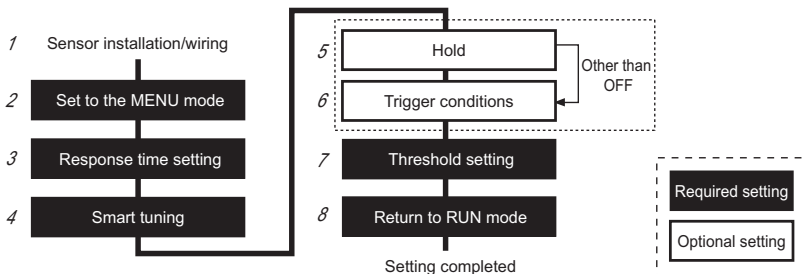 1 Sensor installation/wiring
2 Set to the MENU mode
3 Response time setting
4 Smart tuning
5 Hold
Other than
OFF
6 Trigger conditions
7 Threshold setting
8 Return to RUN mode
Setting completed
Required setting
Optional setting